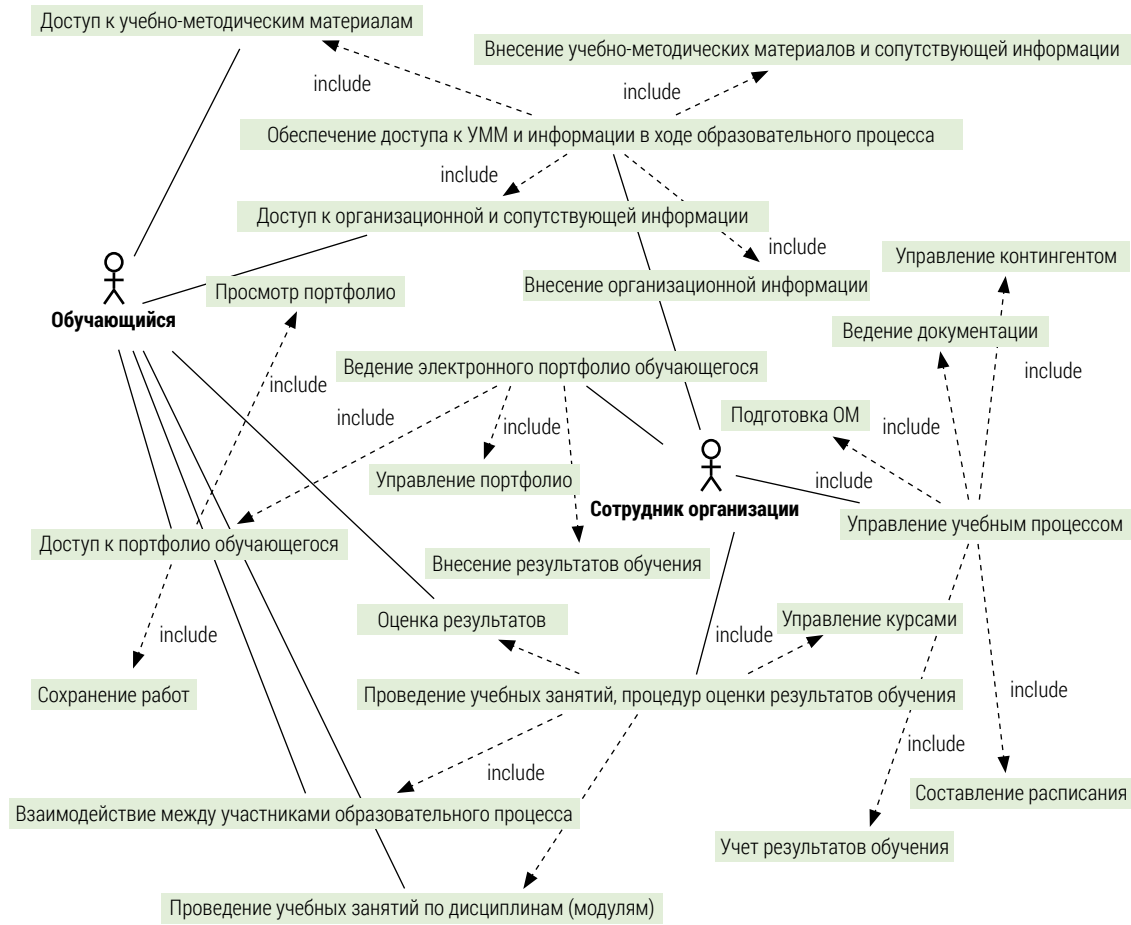 Доступ к учебно-методическим материалам
Внесение учебно-методических материалов и сопутствующей информации
include
include
Обеспечение доступа к УММ и информации в ходе образовательного процесса
include
Доступ к организационной и сопутствующей информации
include
Управление контингентом
Просмотр портфолио
Внесение организационной информации
Обучающийся
Ведение документации
Ведение электронного портфолио обучающегося
include
include
include
Подготовка ОМ
include
include
Управление портфолио
include
Сотрудник организации
Управление учебным процессом
Доступ к портфолио обучающегося
Внесение результатов обучения
Оценка результатов
Управление курсами
include
include
Сохранение работ
Проведение учебных занятий, процедур оценки результатов обучения
include
include
include
Составление расписания
Взаимодействие между участниками образовательного процесса
Учет результатов обучения
Проведение учебных занятий по дисциплинам (модулям)